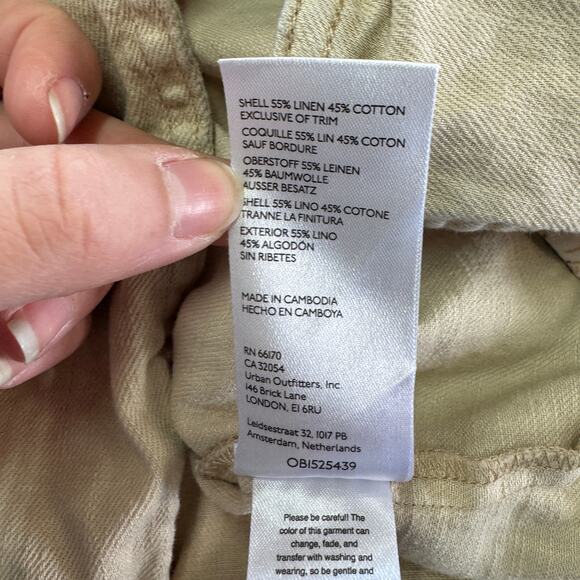 SHELL 55% LINEN 45% COTTON
EXCLUSIVE OF TRIM
COQUILLE 55% LIN 45% COTON
SAUF BORDURE
OBERSTOFF 55% LEINEN
45% BAUMWOLLE
AUSSER BESATZ
SHELL 55% LINO 45% COTONE
TRANNE LA FINITURA
EXTERIOR 55% LINO
45% ALGODÓN
SIN RIBETES
MADE IN CAMBODIA
HECHO EN CAMBOYA
RN 66170
CA 32054
Urban Outfitters, Inc.
146 Brick Lane
LONDON, E1 6RU
Leidsestraat 32, 1017 PB
Amsterdam, Netherlands
OB1525439
Please be careful! The
color of this garment can
change, fade, and
transfer with washing and
wearing, so be gentle and